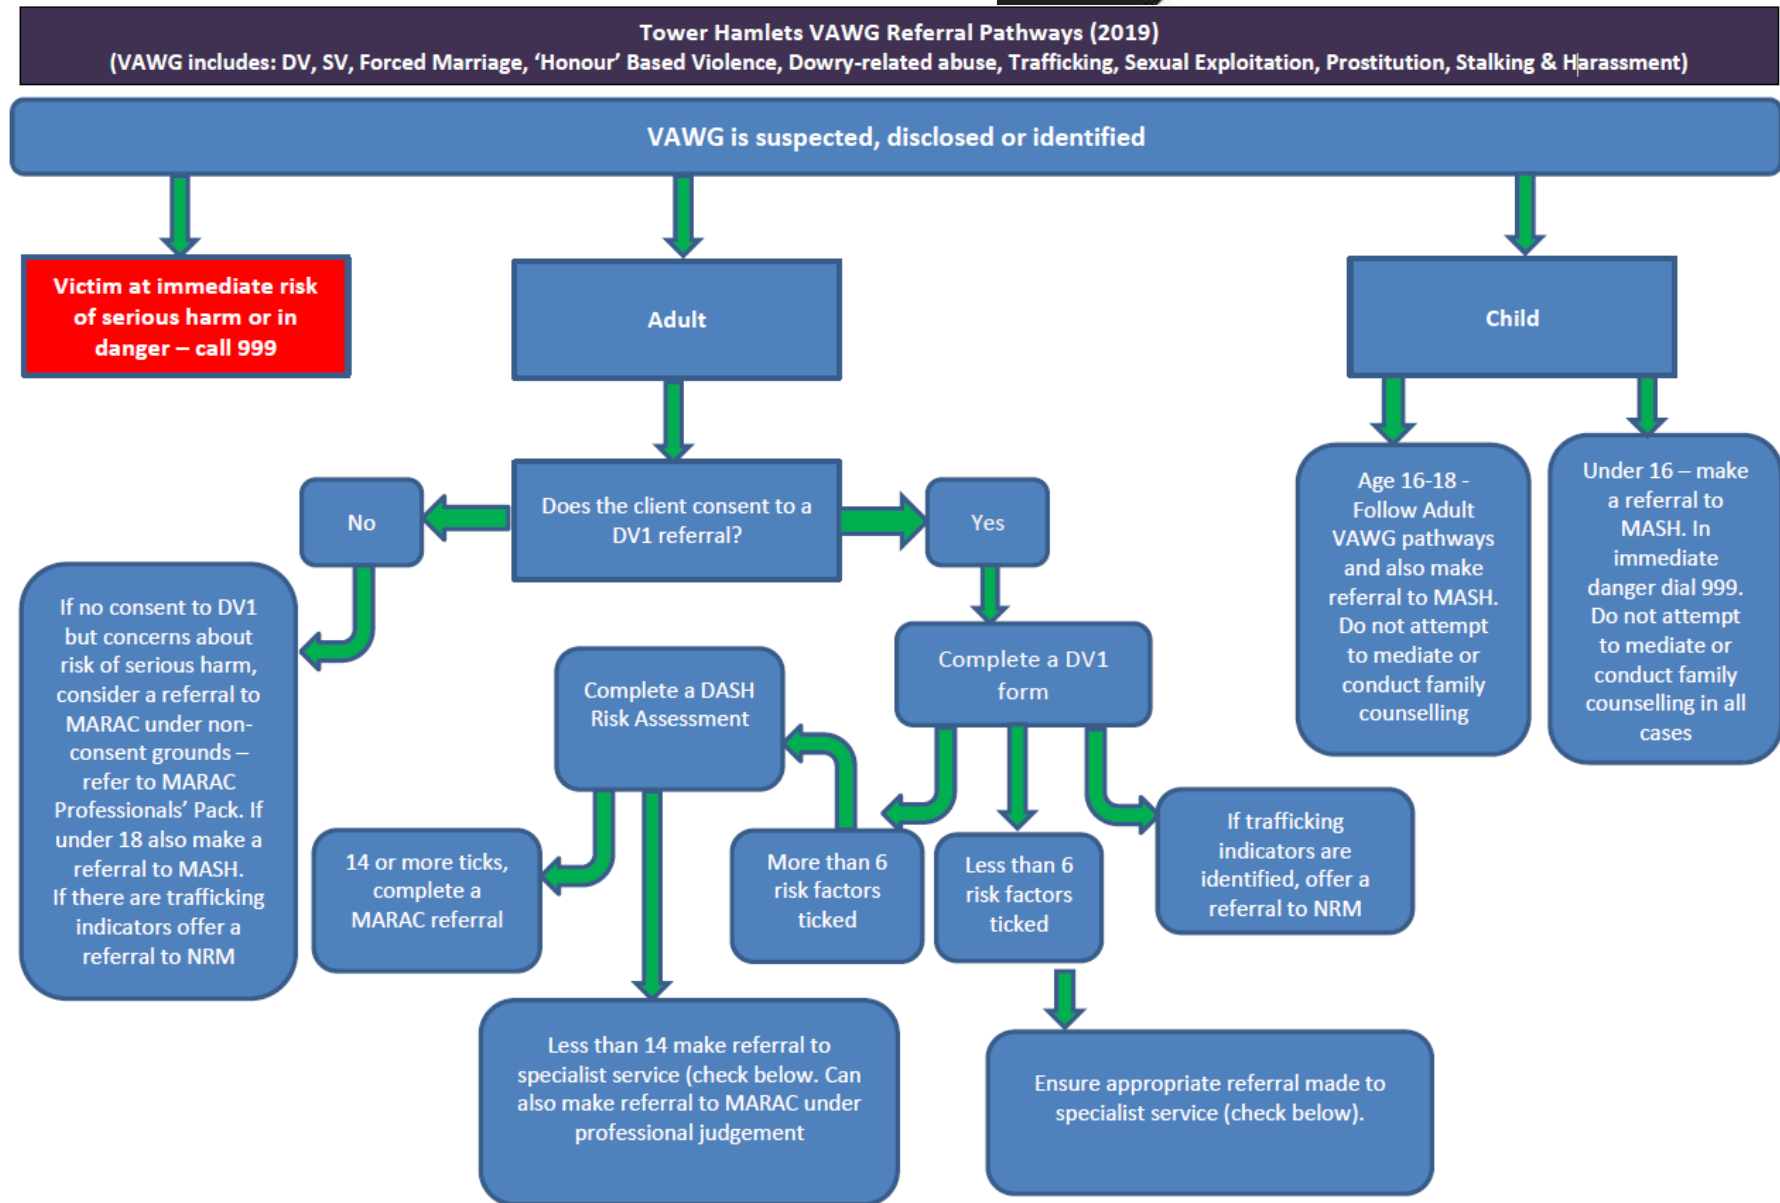 Tower Hamlets VAWG Referral Pathways (2019)
(VAWG includes: DV, SV, Forced Marriage, ‘Honour’ Based Violence, Dowry-related abuse, Trafficking, Sexual Exploitation, Prostitution, Stalking & Harassment)
VAWG is suspected, disclosed or identified
Victim at immediate risk
of serious harm or in
danger – call 999
Adult
Child
Does the client consent to a
DV1 referral?
No
Yes
If no consent to DV1
but concerns about
risk of serious harm,
consider a referral to
MARAC under non-
consent grounds –
refer to MARAC
Professionals’ Pack. If
under 18 also make a
referral to MASH.
If there are trafficking
indicators offer a
referral to NRM
Complete a DASH
Risk Assessment
Complete a DV1
form
Age 16-18 -
Follow Adult
VAWG pathways
and also make
referral to MASH.
Do not attempt
to mediate or
conduct family
counselling
Under 16 – make
a referral to
MASH. In
immediate
danger dial 999.
Do not attempt
to mediate or
conduct family
counselling in all
cases
14 or more ticks,
complete a
MARAC referral
More than 6
risk factors
ticked
Less than 6
risk factors
ticked
If trafficking
indicators are
identified, offer a
referral to NRM
Less than 14 make referral to
specialist service (check below. Can
also make referral to MARAC under
professional judgement
Ensure appropriate referral made to
specialist service (check below).